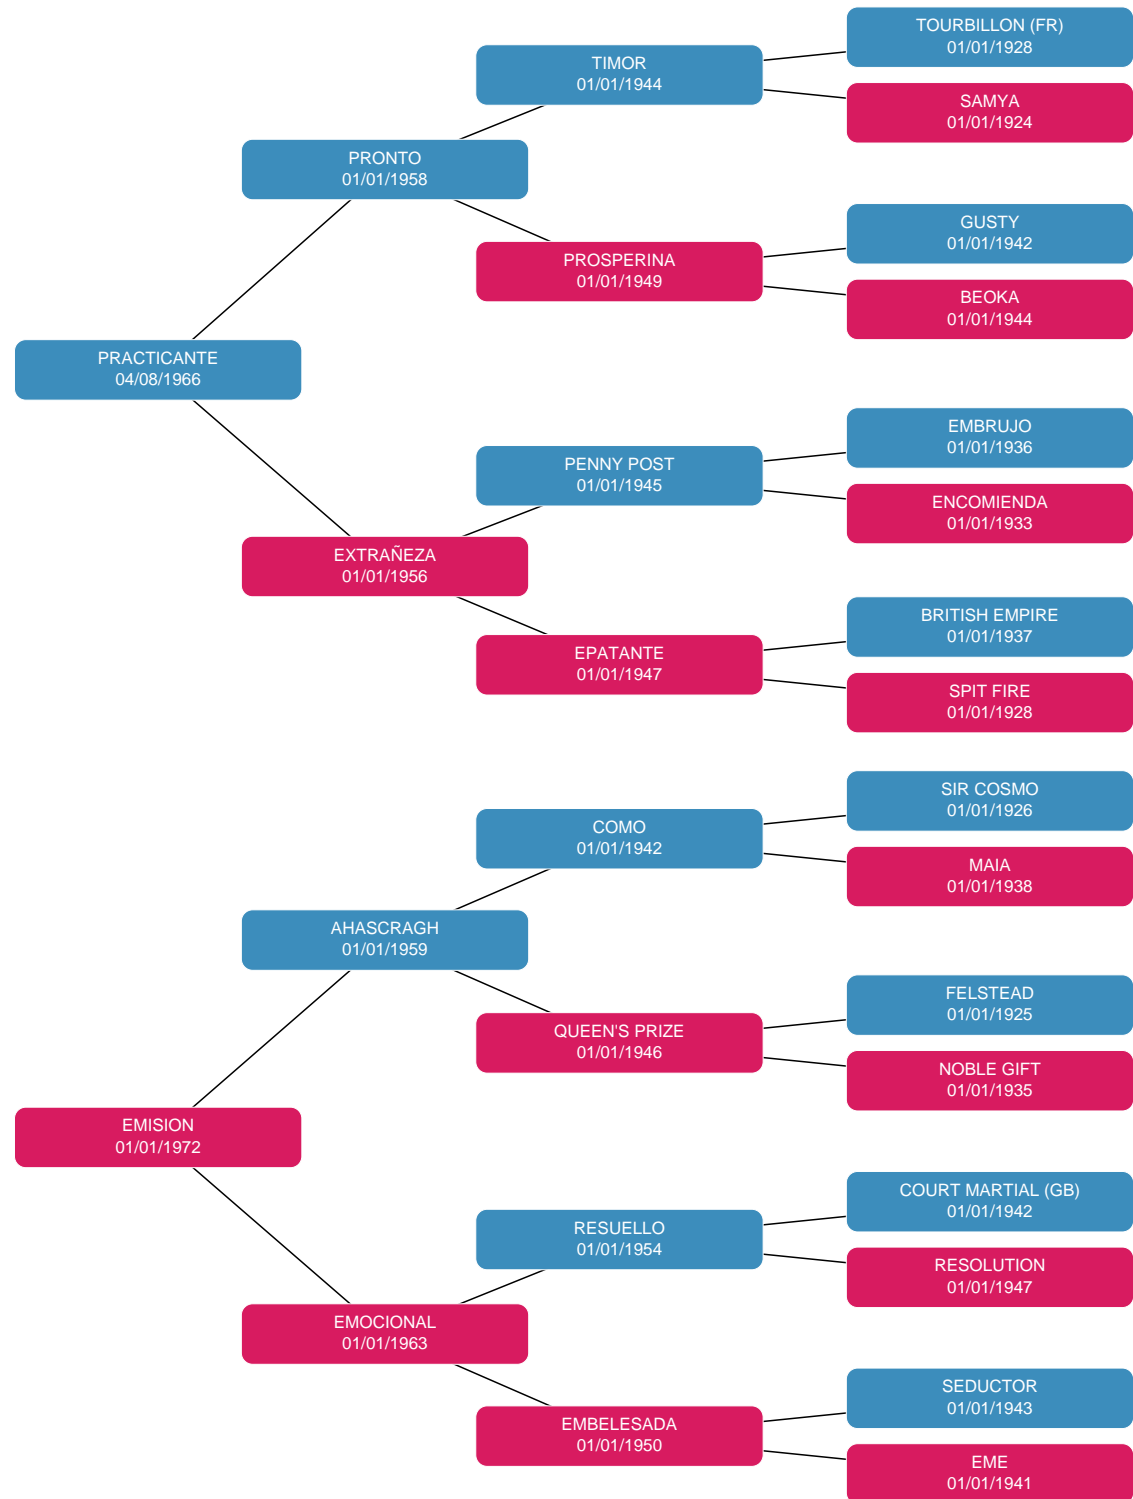 TOURBILLON (FR)
01/01/1928
TIMOR
01/01/1944
SAMYA
01/01/1924
PRONTO
01/01/1958
GUSTY
01/01/1942
PROSPERINA
01/01/1949
BEOKA
01/01/1944
PRACTICANTE
04/08/1966
EMBRUJO
01/01/1936
PENNY POST
01/01/1945
ENCOMIENDA
01/01/1933
EXTRAÑEZA
01/01/1956
BRITISH EMPIRE
01/01/1937
EPATANTE
01/01/1947
SPIT FIRE
01/01/1928
SIR COSMO
01/01/1926
COMO
01/01/1942
MAIA
01/01/1938
AHASCRAGH
01/01/1959
FELSTEAD
01/01/1925
QUEEN'S PRIZE
01/01/1946
NOBLE GIFT
01/01/1935
EMISION
01/01/1972
COURT MARTIAL (GB)
01/01/1942
RESUELLO
01/01/1954
RESOLUTION
01/01/1947
EMOCIONAL
01/01/1963
SEDUCTOR
01/01/1943
EMBELESADA
01/01/1950
EME
01/01/1941